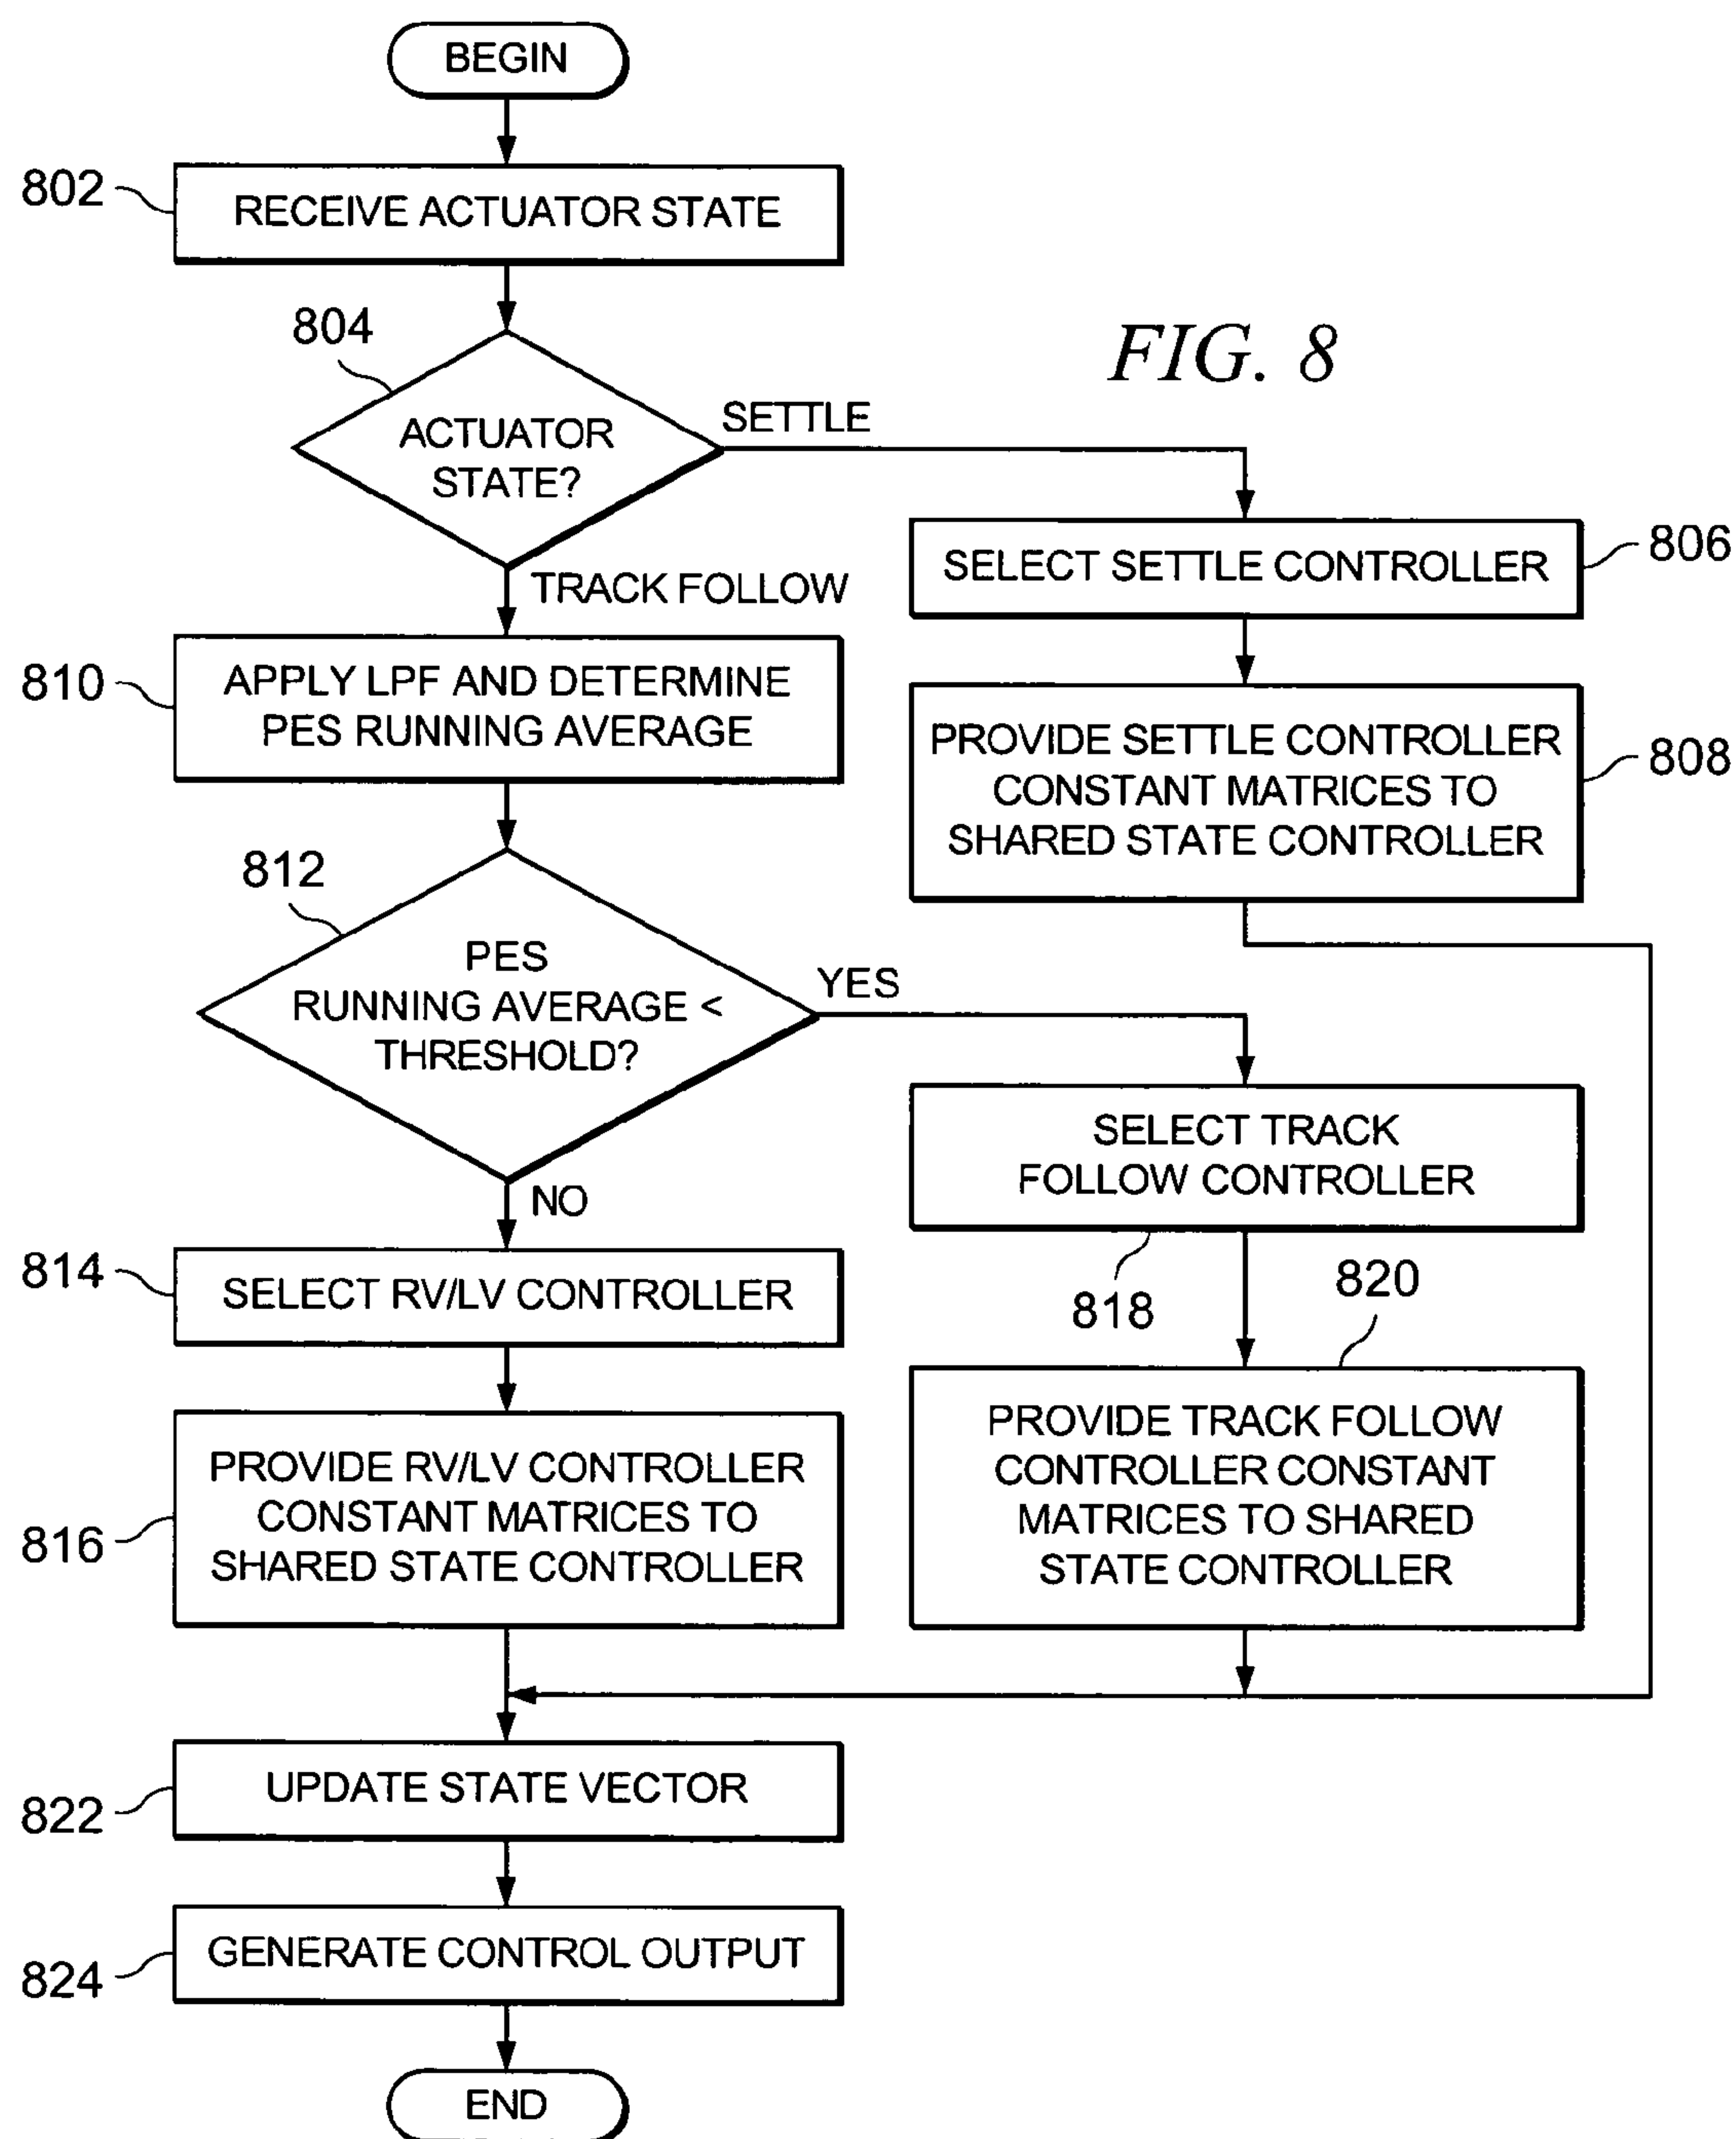 BEGIN
802
RECEIVE ACTUATOR STATE
804
FIG. 8
ACTUATOR
STATE?
SETTLE
TRACK FOLLOW
SELECT SETTLE CONTROLLER
806
810
APPLY LPF AND DETERMINE
PES RUNNING AVERAGE
PROVIDE SETTLE CONTROLLER
CONSTANT MATRICES TO
SHARED STATE CONTROLLER
808
812
PES
RUNNING AVERAGE <
THRESHOLD?
YES
NO
SELECT TRACK
FOLLOW CONTROLLER
818
814
SELECT RV/LV CONTROLLER
820
816
PROVIDE RV/LV CONTROLLER
CONSTANT MATRICES TO
SHARED STATE CONTROLLER
PROVIDE TRACK FOLLOW
CONTROLLER CONSTANT
MATRICES TO SHARED
STATE CONTROLLER
822
UPDATE STATE VECTOR
824
GENERATE CONTROL OUTPUT
END